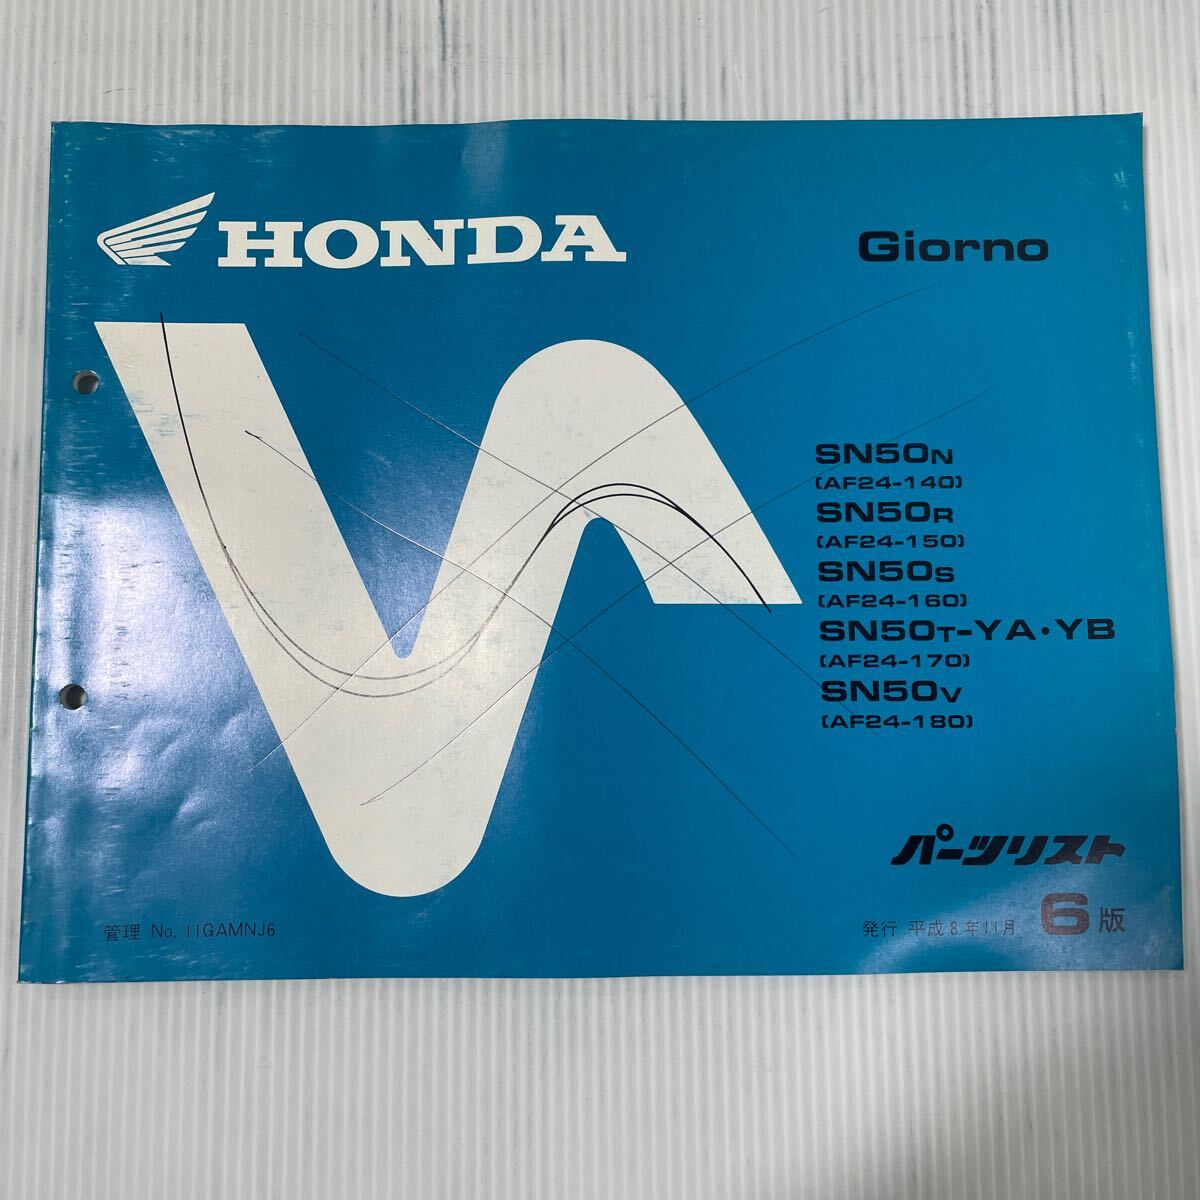 HONDA
Giorno
SN50N
(AF24-140)
SN50R
(AF24-150)
SN50S
(AF24-160)
SN50T-YA・YB
(AF24-170)
SN50V
(AF24-180)
パーツリスト
管理 No. 11GAMNJ6
発行 平成8年11月 6版